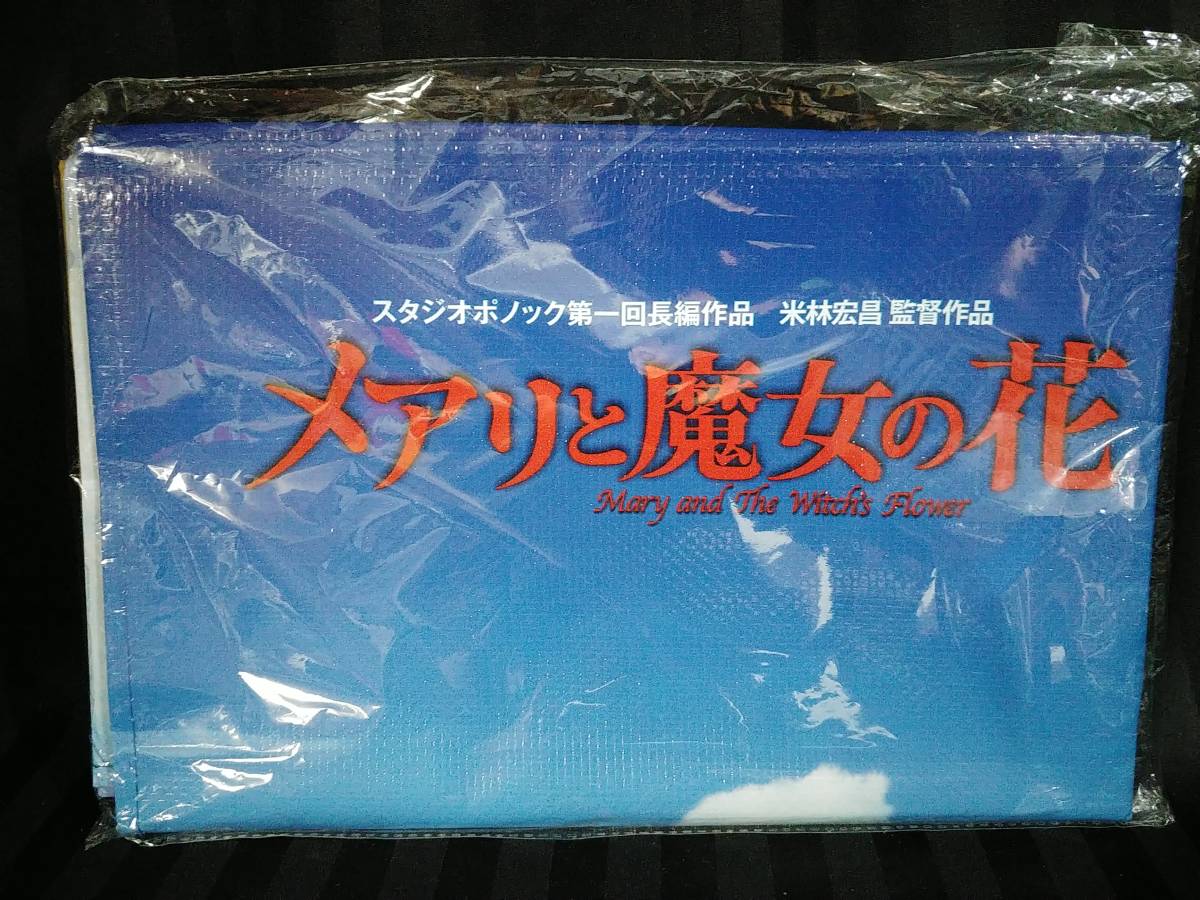 スタジオポノック第一回長編作品　米林宏昌 監督作品
メアリと魔女の花
Mary and The Witch's Flower